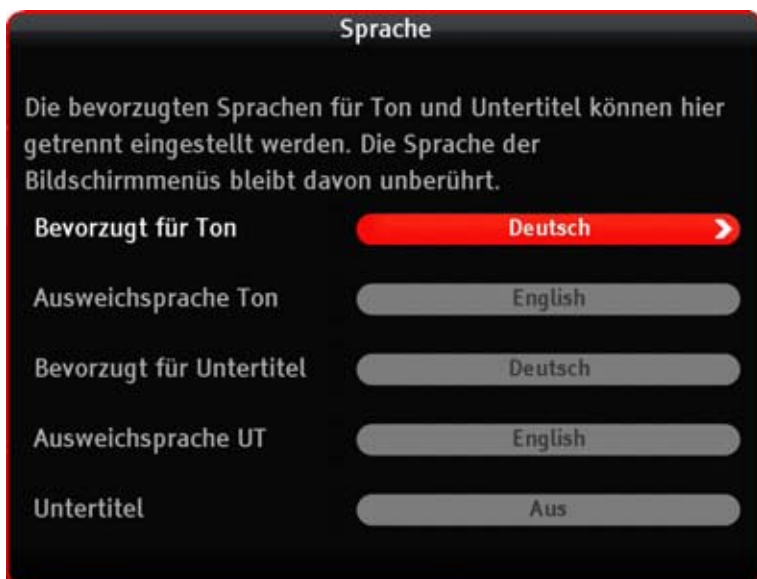 Sprache
Die bevorzugten Sprachen für Ton und Untertitel können hier
getrennt eingestellt werden. Die Sprache der
Bildschirmmenüs bleibt davon unberührt.
Bevorzugt für Ton Deutsch
Ausweichsprache Ton English
Bevorzugt für Untertitel Deutsch
Ausweichsprache UT English
Untertitel Aus